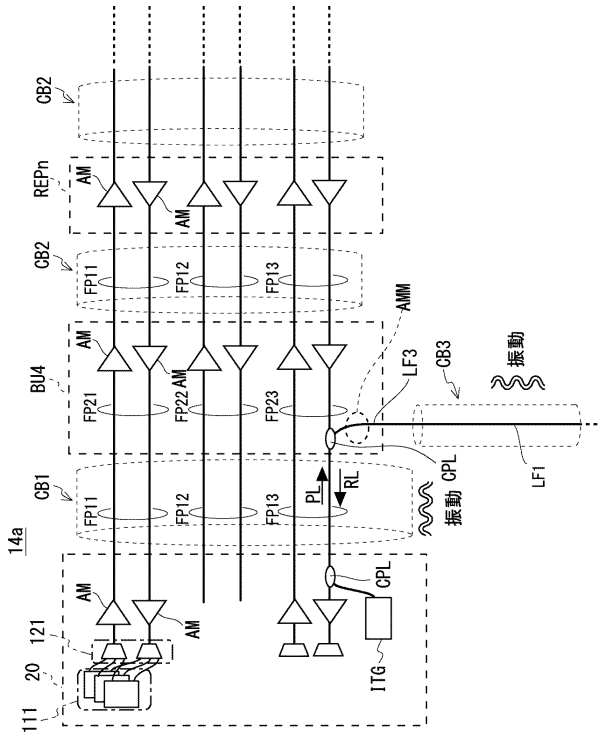 14a
CB2
REPn
AM
AM
CB2
FP11
FP12
FP13
BU4
AM
AM
FP21
FP22
FP23
AMM
LF3
CB3
振動
CPL
LF1
CB1
FP11
FP12
FP13
PL
RL
振動
AM
AM
CPL
121
20
111
ITG